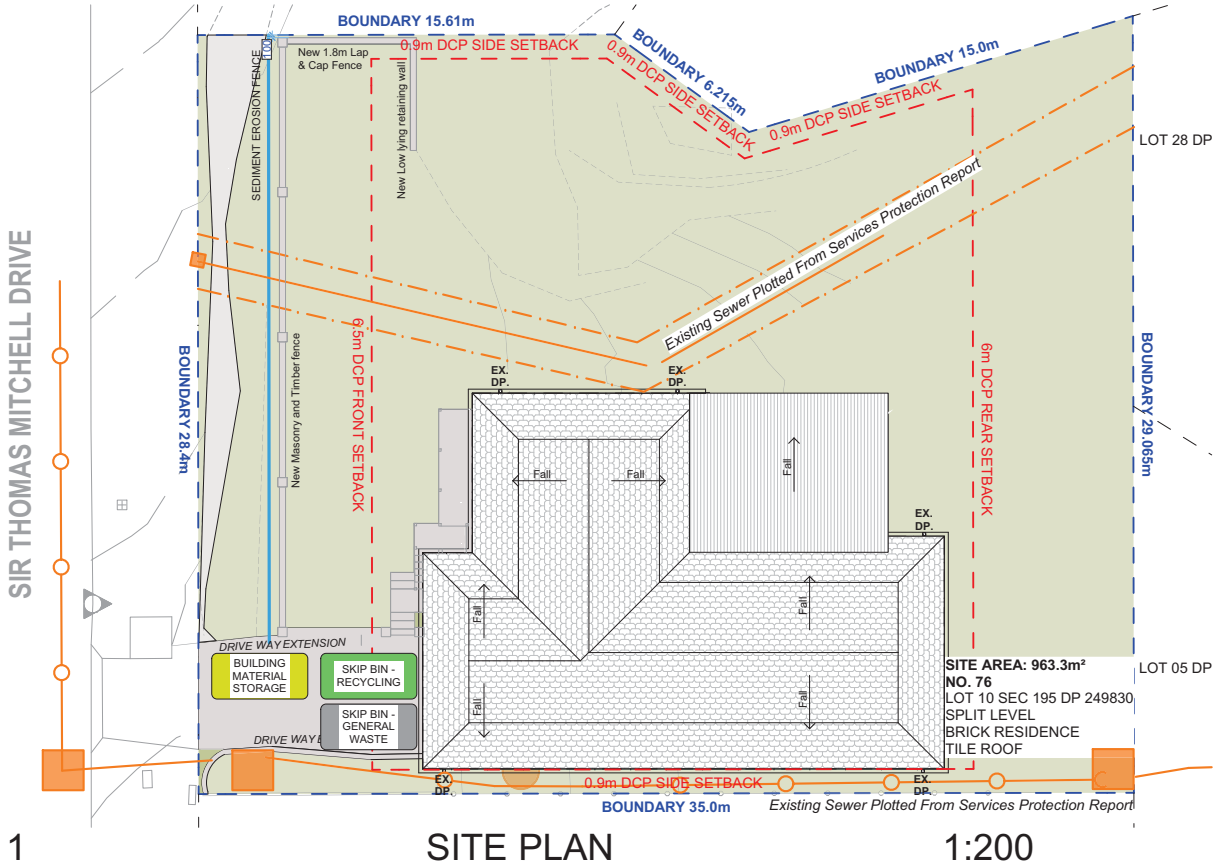 BOUNDARY 15.61m
New 1.8m Lap
& Cap Fence
0.9m DCP SIDE SETBACK
0.9m DCP SIDE SETBACK
BOUNDARY 6.215m
BOUNDARY 15.0m
0.9m DCP SIDE SETBACK
SEDIMENT EROSION FENCE
New Low lying retaining wall
LOT 28 DP
Existing Sewer Plotted From Services Protection Report
SIR THOMAS MITCHELL DRIVE
BOUNDARY 28.4m
New Masonry and Timber fence
6.5m DCP FRONT SETBACK
6m DCP REAR SETBACK
BOUNDARY 29.065m
EX.
DP.
EX.
DP.
Fall
Fall
Fall
EX.
DP.
Fall
Fall
Fall
Fall
DRIVE WAY EXTENSION
BUILDING
MATERIAL
STORAGE
SKIP BIN -
RECYCLING
SKIP BIN -
GENERAL
WASTE
DRIVE WAY E
SITE AREA: 963.3m²
NO. 76
LOT 10 SEC 195 DP 249830
SPLIT LEVEL
BRICK RESIDENCE
TILE ROOF
LOT 05 DP
EX.
DP.
0.9m DCP SIDE SETBACK
EX.
DP.
BOUNDARY 35.0m
Existing Sewer Plotted From Services Protection Report
1
SITE PLAN
1:200